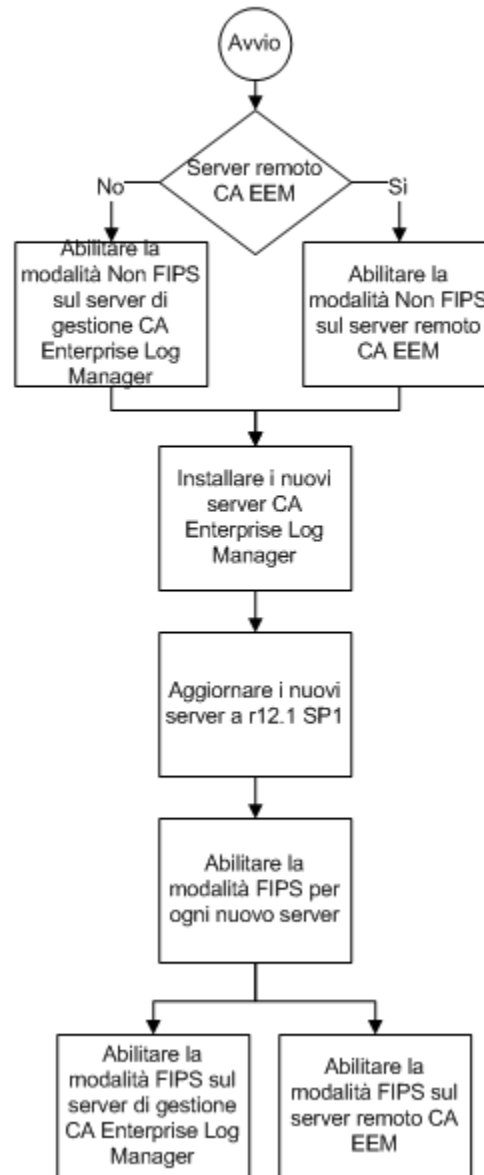 Avvio
Server remoto
CA EEM
No
Si
Abilitare la
modalità Non FIPS
sul server di
gestione CA
Enterprise Log
Manager
Abilitare la
modalità Non FIPS
sul server remoto
CA EEM
Installare i nuovi
server CA
Enterprise Log
Manager
Aggiornare i nuovi
server a r12.1 SP1
Abilitare la
modalità FIPS per
ogni nuovo server
Abilitare la
modalità FIPS sul
server di gestione
CA Enterprise Log
Manager
Abilitare la
modalità FIPS sul
server remoto CA
EEM